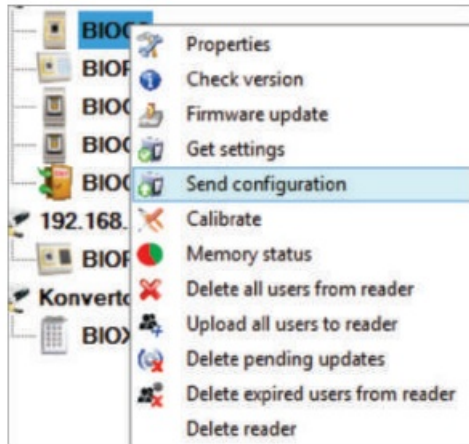 BIOC
BIOP
BIOC
BIOC
BIOC
192.168.
BIOP
Konverto
BIOX
Properties
Check version
Firmware update
Get settings
Send configuration
Calibrate
Memory status
Delete all users from reader
Upload all users to reader
Delete pending updates
Delete expired users from reader
Delete reader